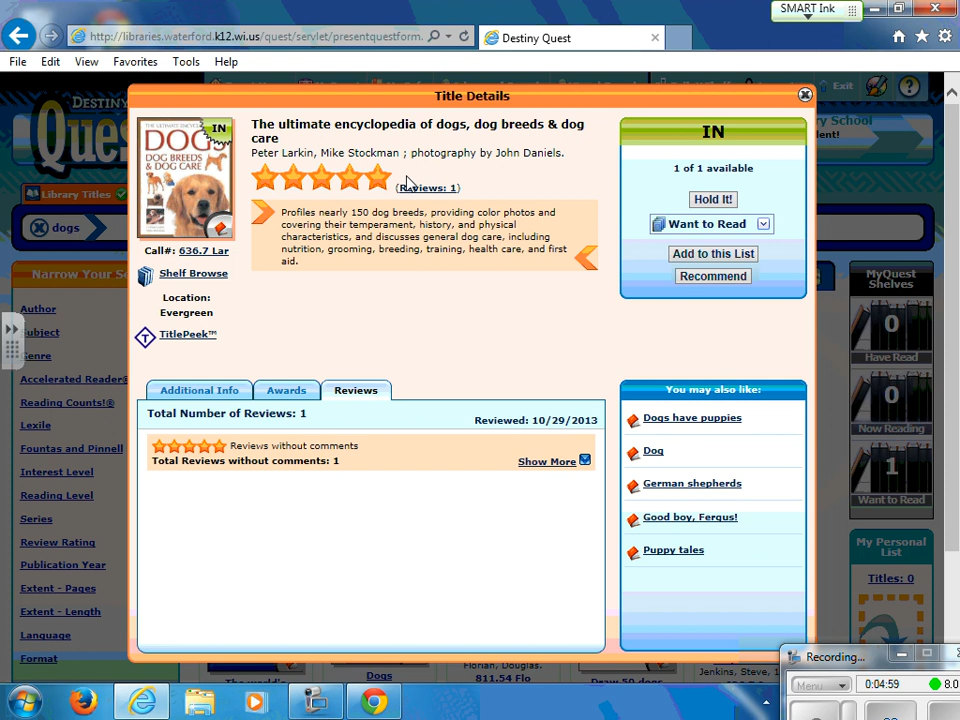 SMART Ink
http://libraries.waterford.k12.wi.us/quest/servlet/presentquestform.
Destiny Quest
File Edit View Favorites Tools Help
Title Details
DESTINY
Exit
Library Titles
dogs
Narrow Your Se
Author
Subject
Genre
Accelerated Reader®
Reading Counts!®
Lexile
Fountas and Pinnell
Interest Level
Reading Level
Series
Review Rating
Publication Year
Extent - Pages
Extent - Length
Language
Format
IN
DOGS
DOG BREEDS
& DOG CARE
Call#: 636.7 Lar
Shelf Browse
Location:
Evergreen
TitlePeek™
The ultimate encyclopedia of dogs, dog breeds & dog
care
Peter Larkin, Mike Stockman ; photography by John Daniels.
(Reviews: 1)
Profiles nearly 150 dog breeds, providing color photos and
covering their temperament, history, and physical
characteristics, and discusses general dog care, including
nutrition, grooming, breeding, training, health care, and first
aid.
IN
1 of 1 available
Hold It!
Want to Read
Add to this List
Recommend
Additional Info Awards Reviews
Total Number of Reviews: 1
Reviewed: 10/29/2013
Reviews without comments
Total Reviews without comments: 1
Show More
You may also like:
Dogs have puppies
Dog
German shepherds
Good boy, Fergus!
Puppy tales
MyQuest
Shelves
0
Have Read
0
Now Reading
1
Want to Read
My Personal
List
Titles: 0
The world's
Dogs
Florian, Douglas.
811.54 Flo
Draw 50 dogs
Jenkins, Steve, 1
Recording...
Menu
0:04:59
8.0